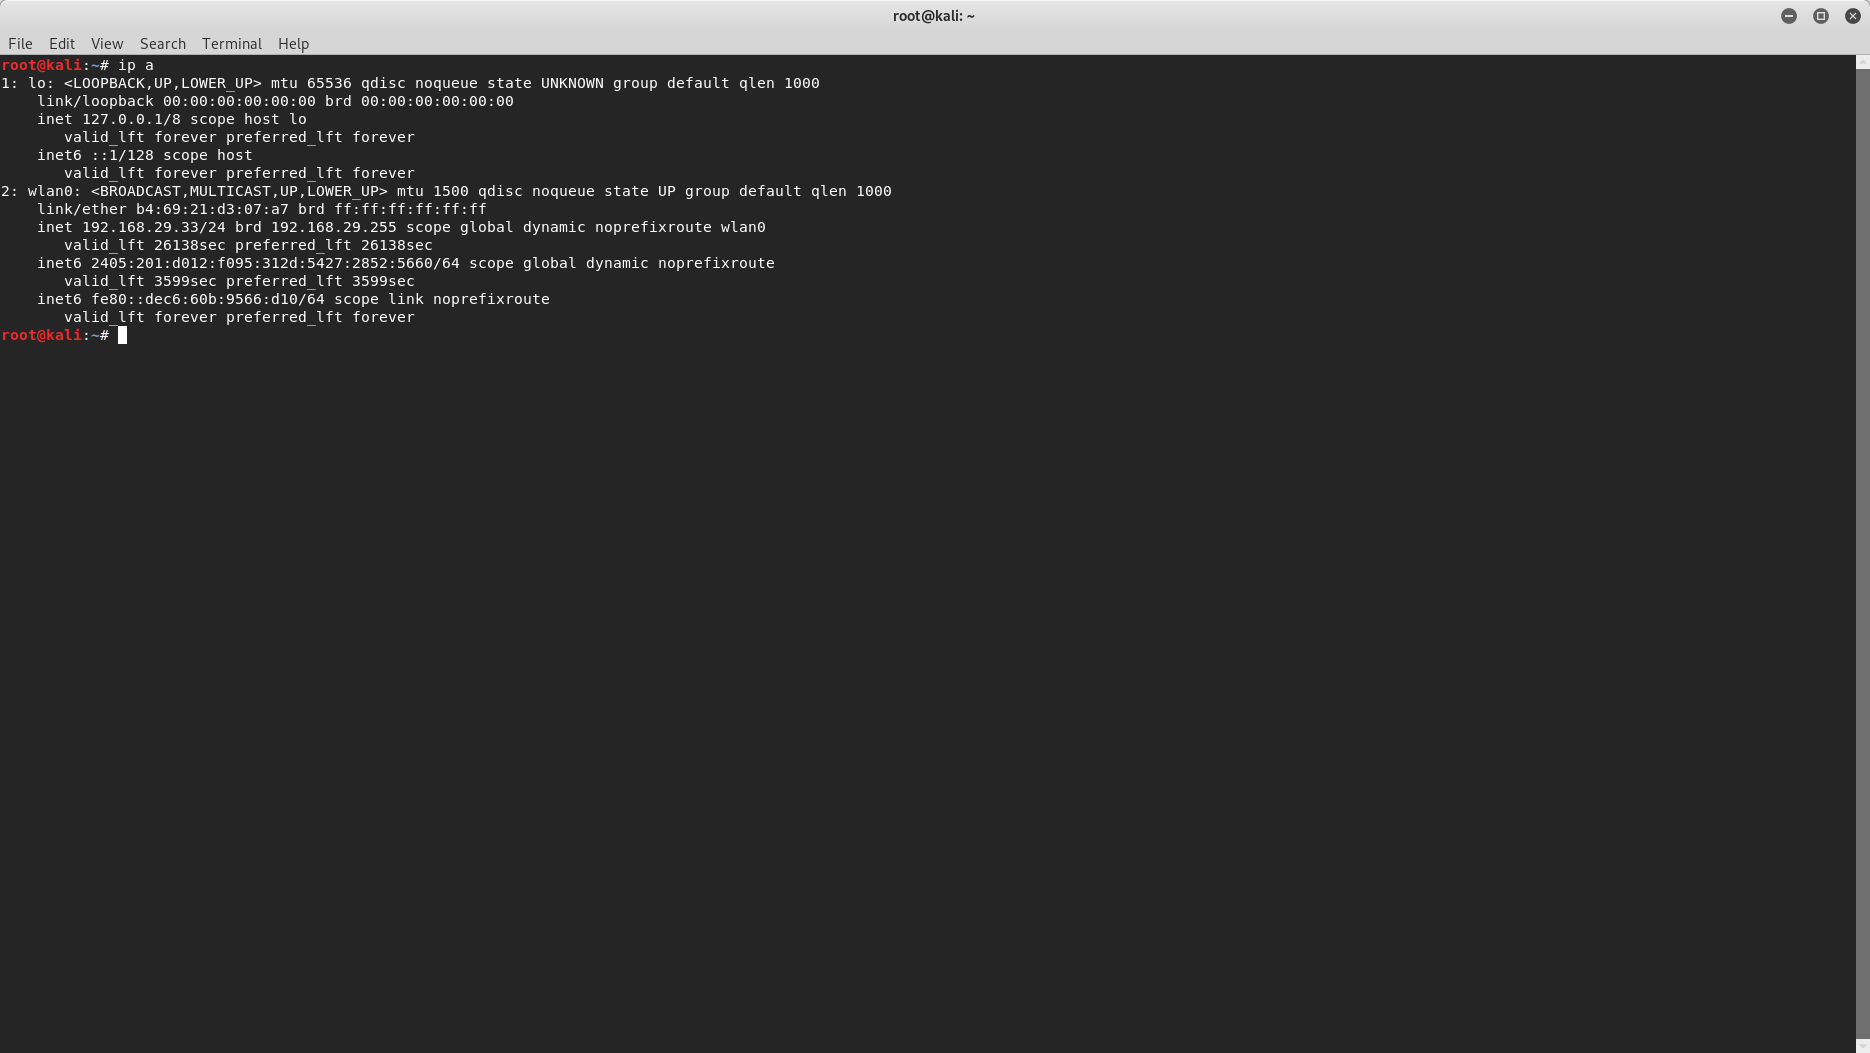 root@kali: ~
File Edit View Search Terminal Help
root@kali:~# ip a
1: lo: <LOOPBACK,UP,LOWER_UP> mtu 65536 qdisc noqueue state UNKNOWN group default qlen 1000
    link/loopback 00:00:00:00:00:00 brd 00:00:00:00:00:00
    inet 127.0.0.1/8 scope host lo
       valid_lft forever preferred_lft forever
    inet6 ::1/128 scope host
       valid_lft forever preferred_lft forever
2: wlan0: <BROADCAST,MULTICAST,UP,LOWER_UP> mtu 1500 qdisc noqueue state UP group default qlen 1000
    link/ether b4:69:21:d3:07:a7 brd ff:ff:ff:ff:ff:ff
    inet 192.168.29.33/24 brd 192.168.29.255 scope global dynamic noprefixroute wlan0
       valid_lft 26138sec preferred_lft 26138sec
    inet6 2405:201:d012:f095:312d:5427:2852:5660/64 scope global dynamic noprefixroute
       valid_lft 3599sec preferred_lft 3599sec
    inet6 fe80::dec6:60b:9566:d10/64 scope link noprefixroute
       valid_lft forever preferred_lft forever
root@kali:~#